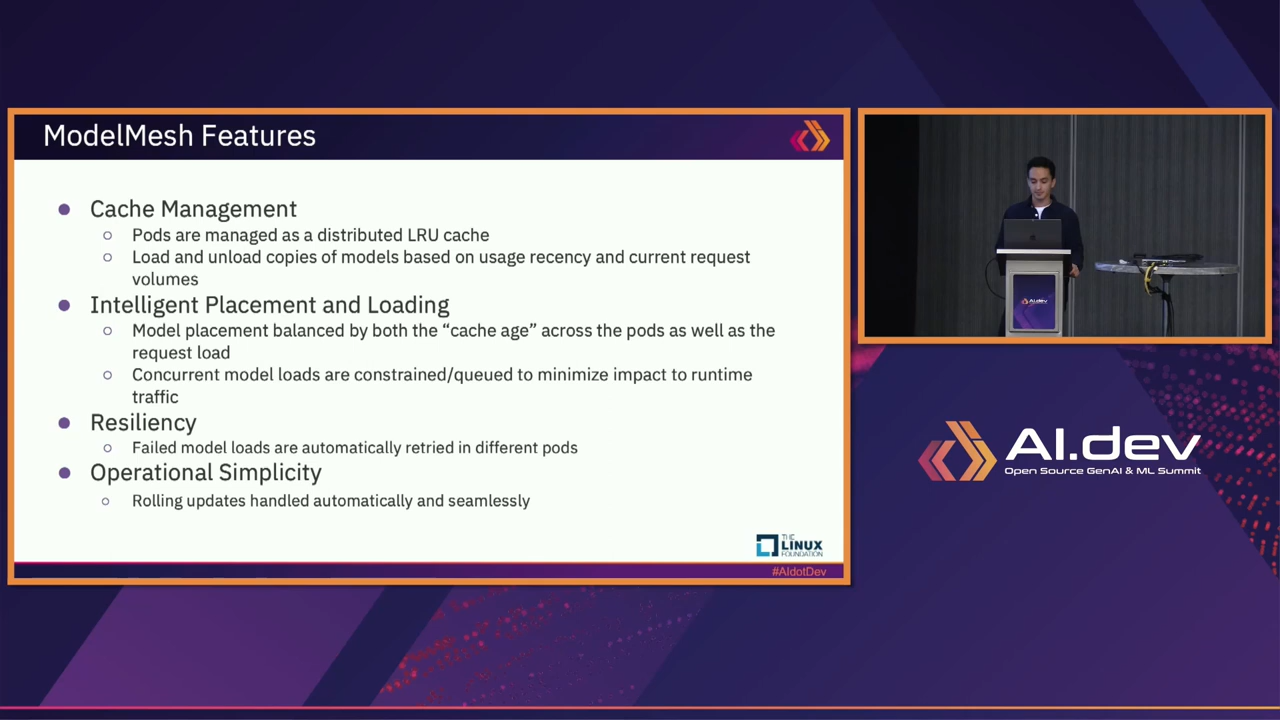 ModelMesh Features
● Cache Management
○ Pods are managed as a distributed LRU cache
○ Load and unload copies of models based on usage recency and current request
volumes
● Intelligent Placement and Loading
○ Model placement balanced by both the “cache age” across the pods as well as the
request load
○ Concurrent model loads are constrained/queued to minimize impact to runtime
traffic
● Resiliency
○ Failed model loads are automatically retried in different pods
● Operational Simplicity
○ Rolling updates handled automatically and seamlessly
THE
LINUX
FOUNDATION
#AIdotDev
AI.dev
AI.dev
Open Source GenAI & ML Summit